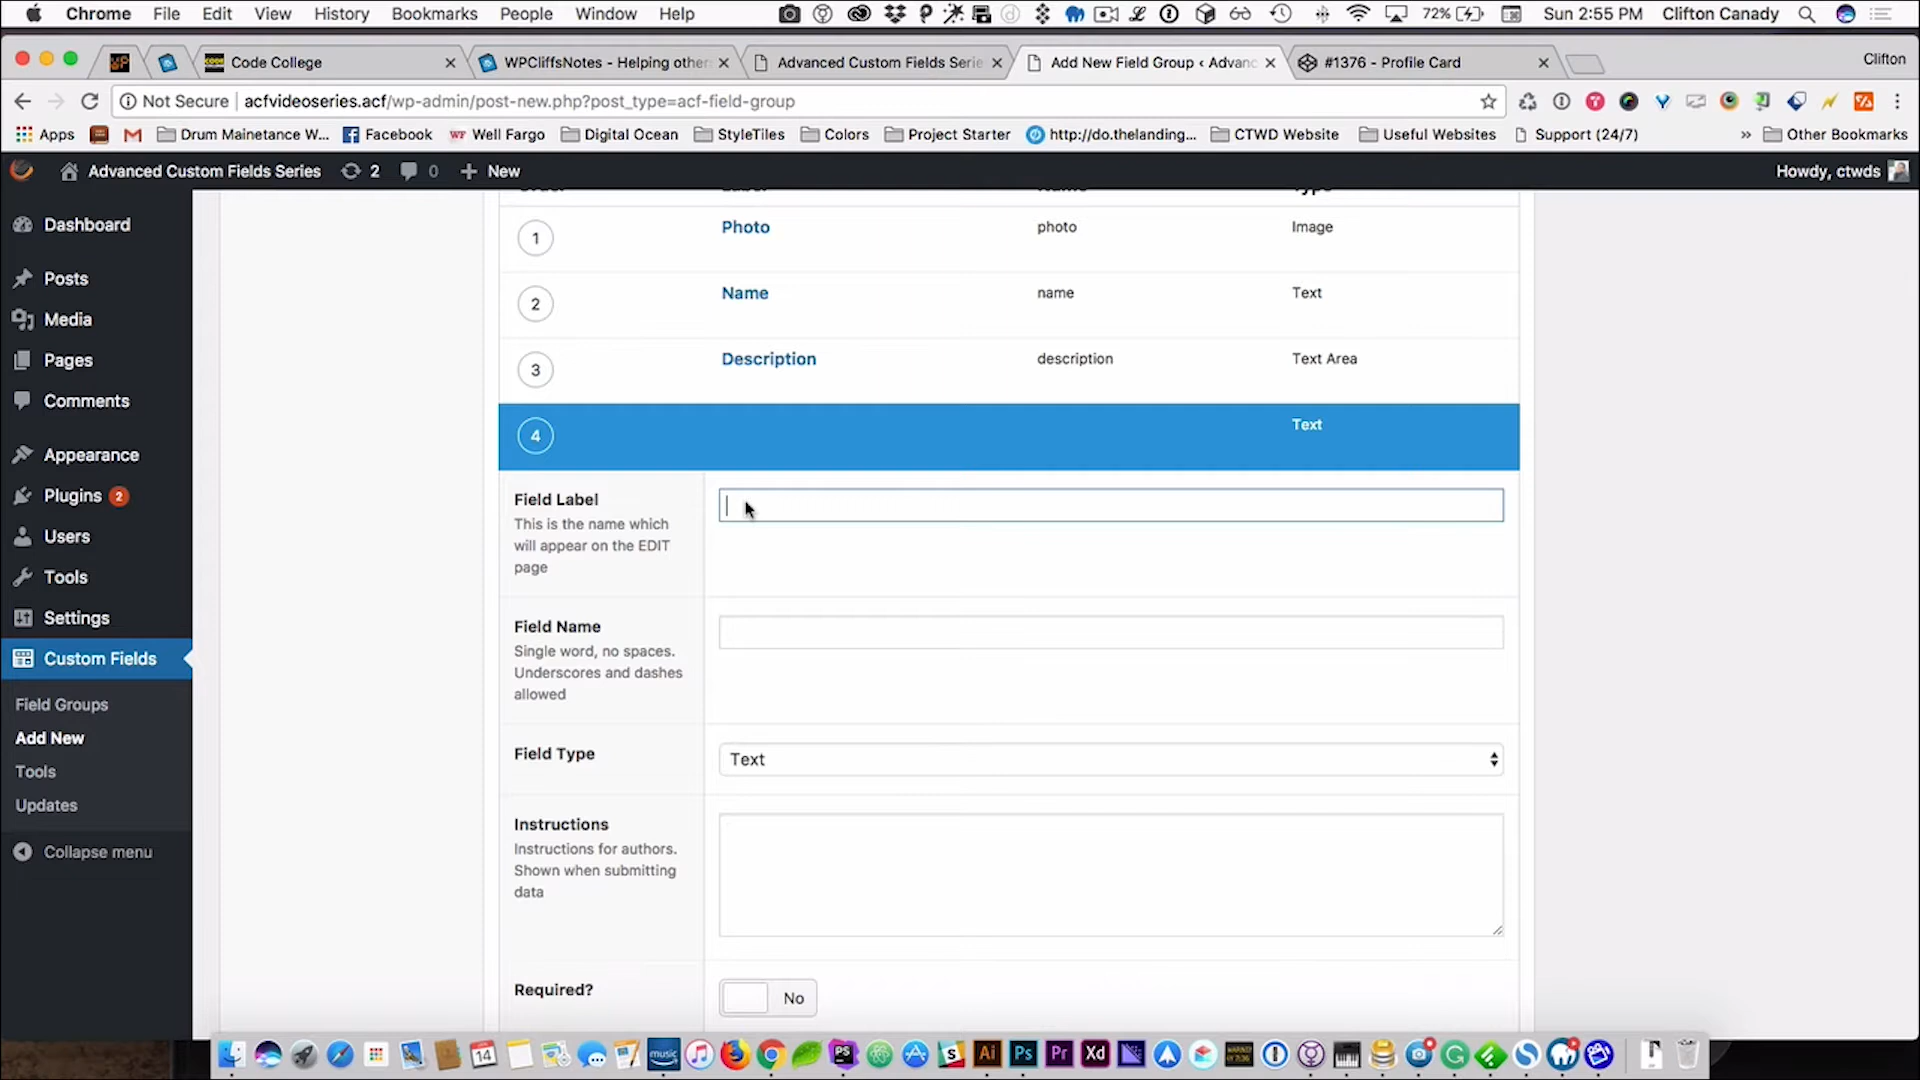 Chrome File Edit View History Bookmarks People Window Help 72% Sun 2:55 PM Clifton Canady
Code College WPCliffsNotes - Helping other Advanced Custom Fields Serie Add New Field Group ‹ Advanc #1376 - Profile Card Clifton
Not Secure acfvideoseries.acf/wp-admin/post-new.php?post_type=acf-field-group
Apps Drum Mainetance W... Facebook Well Fargo Digital Ocean StyleTiles Colors Project Starter http://do.thelanding... CTWD Website Useful Websites Support (24/7) » Other Bookmarks
Advanced Custom Fields Series 2 0 + New Howdy, ctwds
Dashboard
Posts
Media
Pages
Comments
Appearance
Plugins 2
Users
Tools
Settings
Custom Fields
Field Groups
Add New
Tools
Updates
Collapse menu
1 Photo photo Image
2 Name name Text
3 Description description Text Area
4 Text
Field Label
This is the name which
will appear on the EDIT
page
Field Name
Single word, no spaces.
Underscores and dashes
allowed
Field Type
Text
Instructions
Instructions for authors.
Shown when submitting
data
Required?
No
14 music PS S Ai Ps Pr Xd